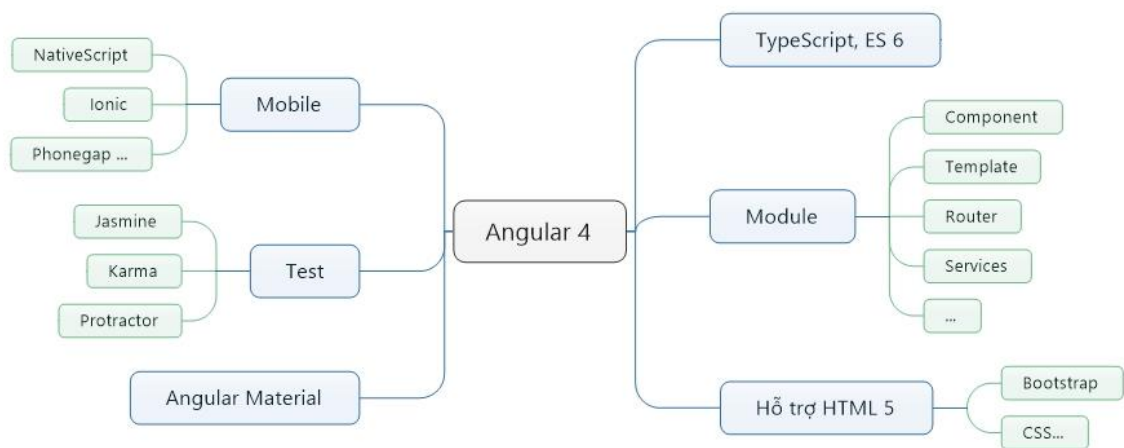 Angular 4
Mobile
NativeScript
Ionic
Phonegap ...
Test
Jasmine
Karma
Protractor
Angular Material
TypeScript, ES 6
Module
Component
Template
Router
Services
...
Hỗ trợ HTML 5
Bootstrap
CSS...